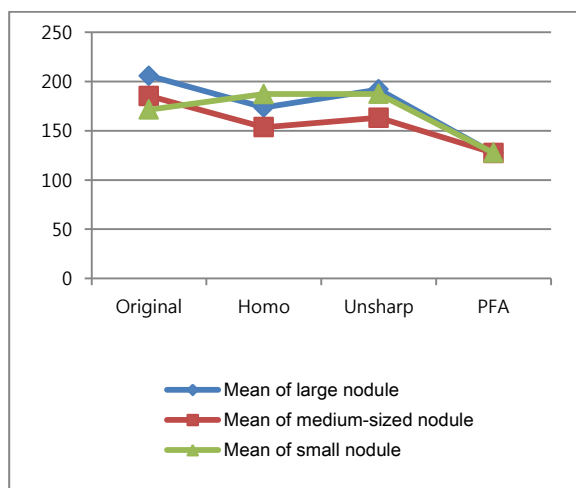 250
200
150
100
50
0
Original Homo Unsharp PFA
Mean of large nodule
Mean of medium-sized nodule
Mean of small nodule